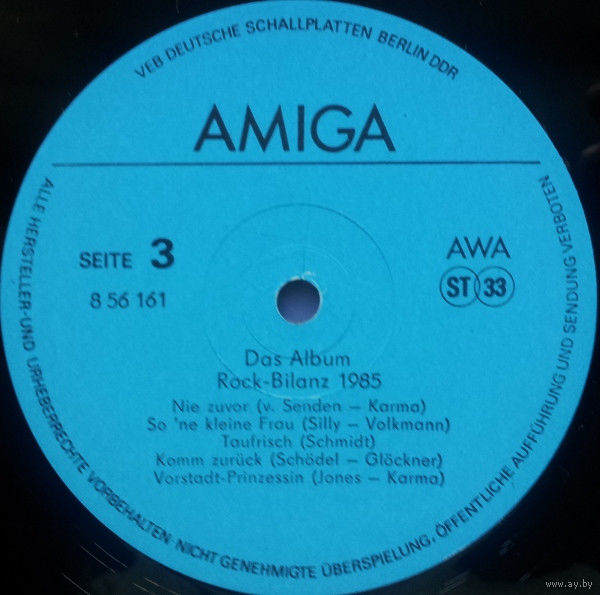 VEB DEUTSCHE SCHALLPLATTEN BERLIN DDR
AMIGA
SEITE 3
8 56 161
AWA
ST 33
Das Album
Rock-Bilanz 1985
Nie zuvor (v. Senden – Karma)
So 'ne kleine Frau (Silly – Volkmann)
Taufrisch (Schmidt)
Komm zurück (Schödel – Glöckner)
Vorstadt-Prinzessin (Jones – Karma)
ALLE HERSTELLER- UND URHEBERRECHTE VORBEHALTEN · NICHT GENEHMIGTE ÜBERSPIELUNG, ÖFFENTLICHE AUFFÜHRUNG UND SENDUNG VERBOTEN
www.ay.by